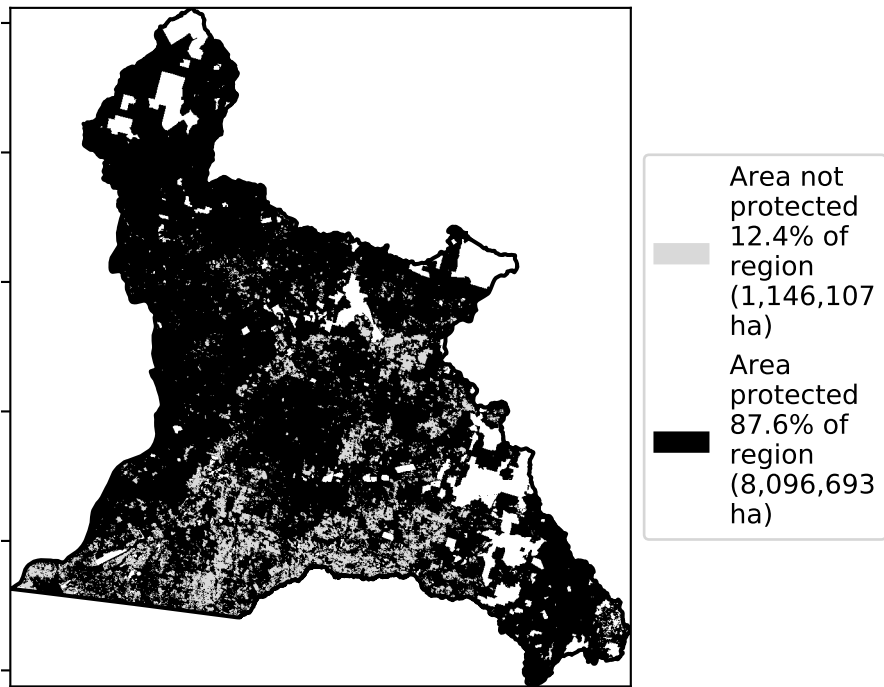 Area not
protected
12.4% of
region
(1,146,107
ha)
Area
protected
87.6% of
region
(8,096,693
ha)